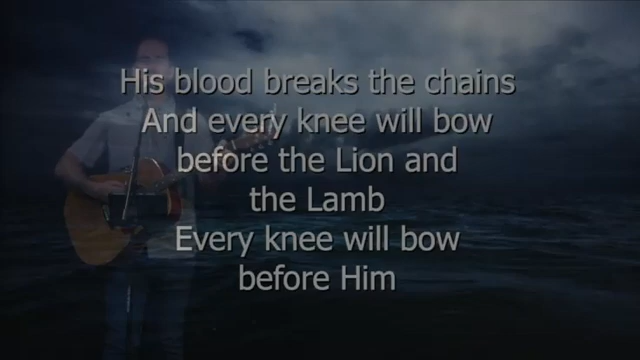 His blood breaks the chains
And every knee will bow
before the Lion and
the Lamb
Every knee will bow
before Him